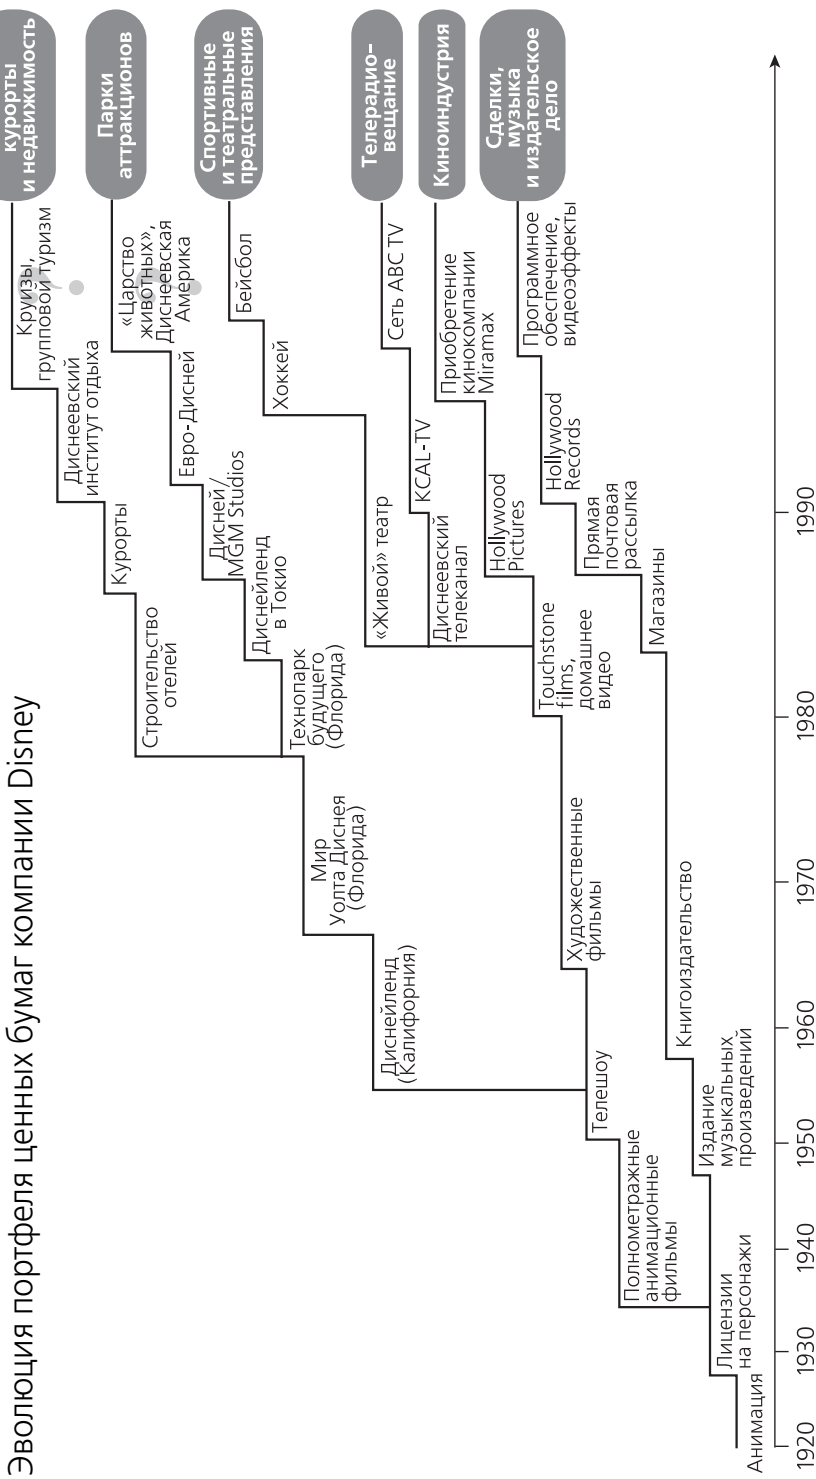 Эволюция портфеля ценных бумаг компании Disney
курорты
и недвижимость
Круизы,
групповой туризм
Диснеевский
институт отдыха
Курорты
Строительство
отелей
Парки
аттракционов
«Царство
животных»,
Диснеевская
Америка
Евро-Дисней
Дисней/
MGM Studios
Диснейленд
в Токио
Технопарк
будущего
(Флорида)
Мир
Уолта Диснея
(Флорида)
Диснейленд
(Калифорния)
Спортивные
и театральные
представления
Бейсбол
Хоккей
«Живой» театр
Телерадио–
вещание
Сеть ABC TV
KCAL-TV
Диснеевский
телеканал
Киноиндустрия
Приобретение
кинокомпании
Miramax
Hollywood
Pictures
Touchstone
films,
домашнее
видео
Художественные
фильмы
Телешоу
Полнометражные
анимационные
фильмы
Сделки,
музыка
и издательское
дело
Программное
обеспечение,
видеоэффекты
Hollywood
Records
Прямая
почтовая
рассылка
Магазины
Книгоиздательство
Издание
музыкальных
произведений
Лицензии
на персонажи
Анимация
1920
1930
1940
1950
1960
1970
1980
1990
? ?